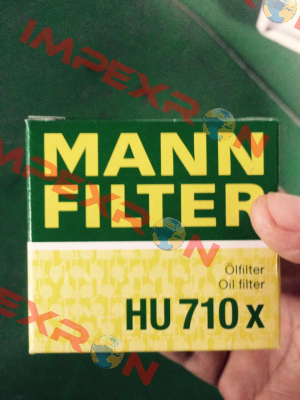 IMPEXRON
MANN
FILTER
Ölfilter
Oil filter
HU 710 x
IMPEXRON
IMPEXRON